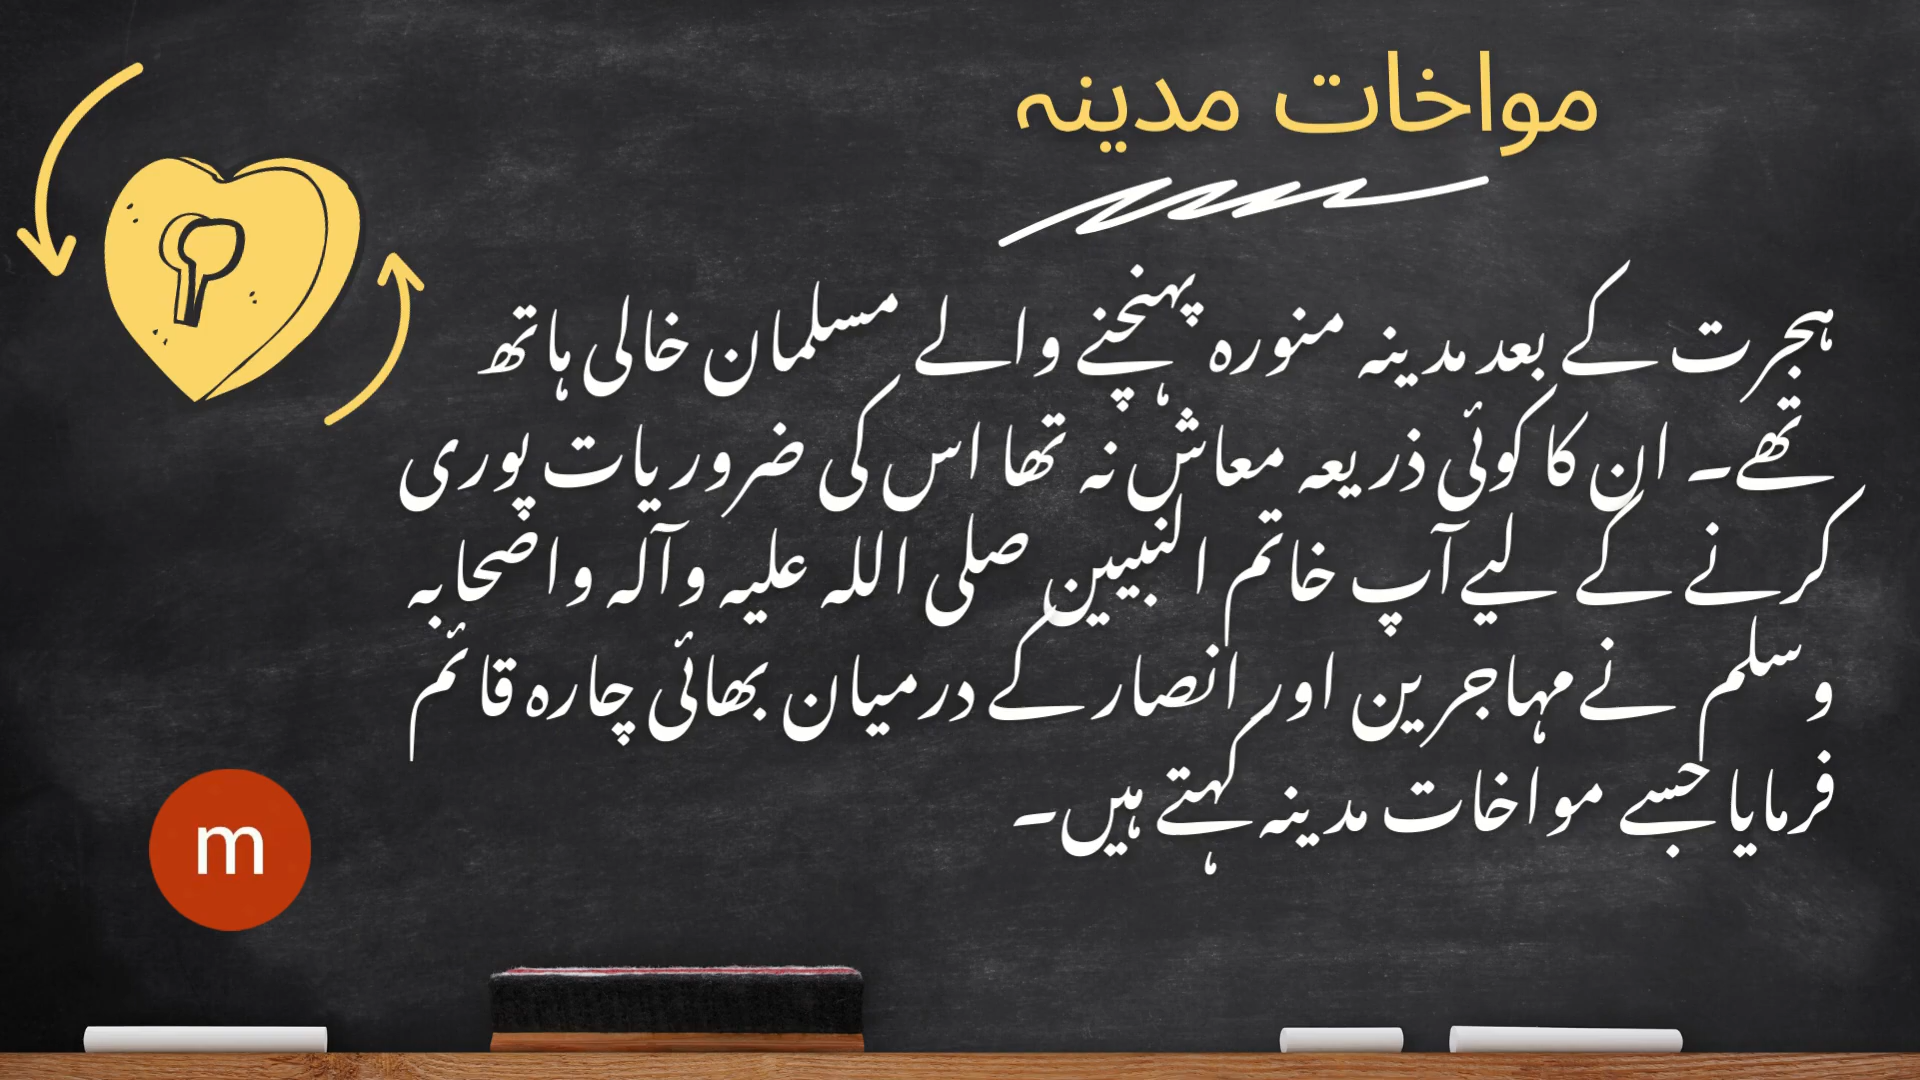 مواخات مدینہ
ہجرت کے بعد مدینہ منورہ پہنچنے والے مسلمان خالی ہاتھ
تھے۔ ان کا کوئی ذریعہ معاش نہ تھا اس کی ضروریات پوری
کرنے کے لیے آپ خاتم النبیین صلی اللہ علیہ وآلہ واصحابہ
وسلم نے مہاجرین اور انصار کے درمیان بھائی چارہ قائم
فرمایا جسے مواخات مدینہ کہتے ہیں۔
m